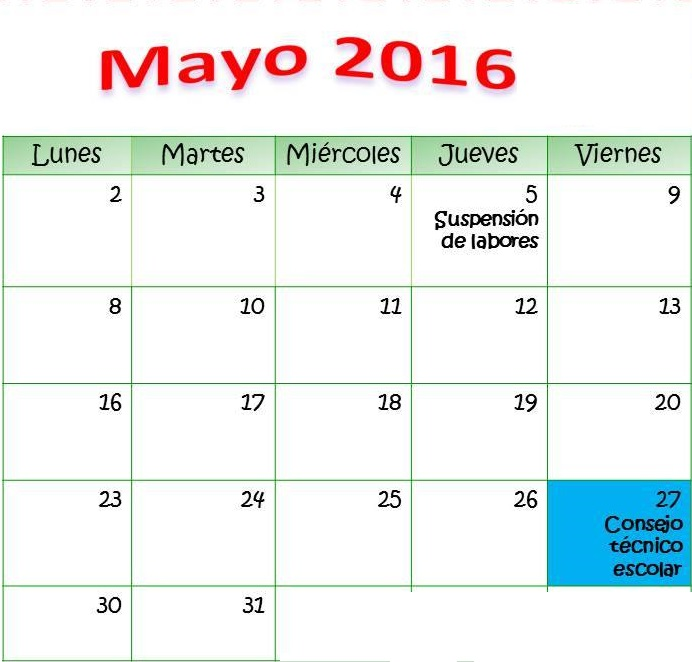 Mayo 2016
Lunes Martes Miércoles Jueves Viernes
2 3 4 5 9
Suspensión
de labores
8 10 11 12 13
16 17 18 19 20
23 24 25 26 27
Consejo
técnico
escolar
30 31